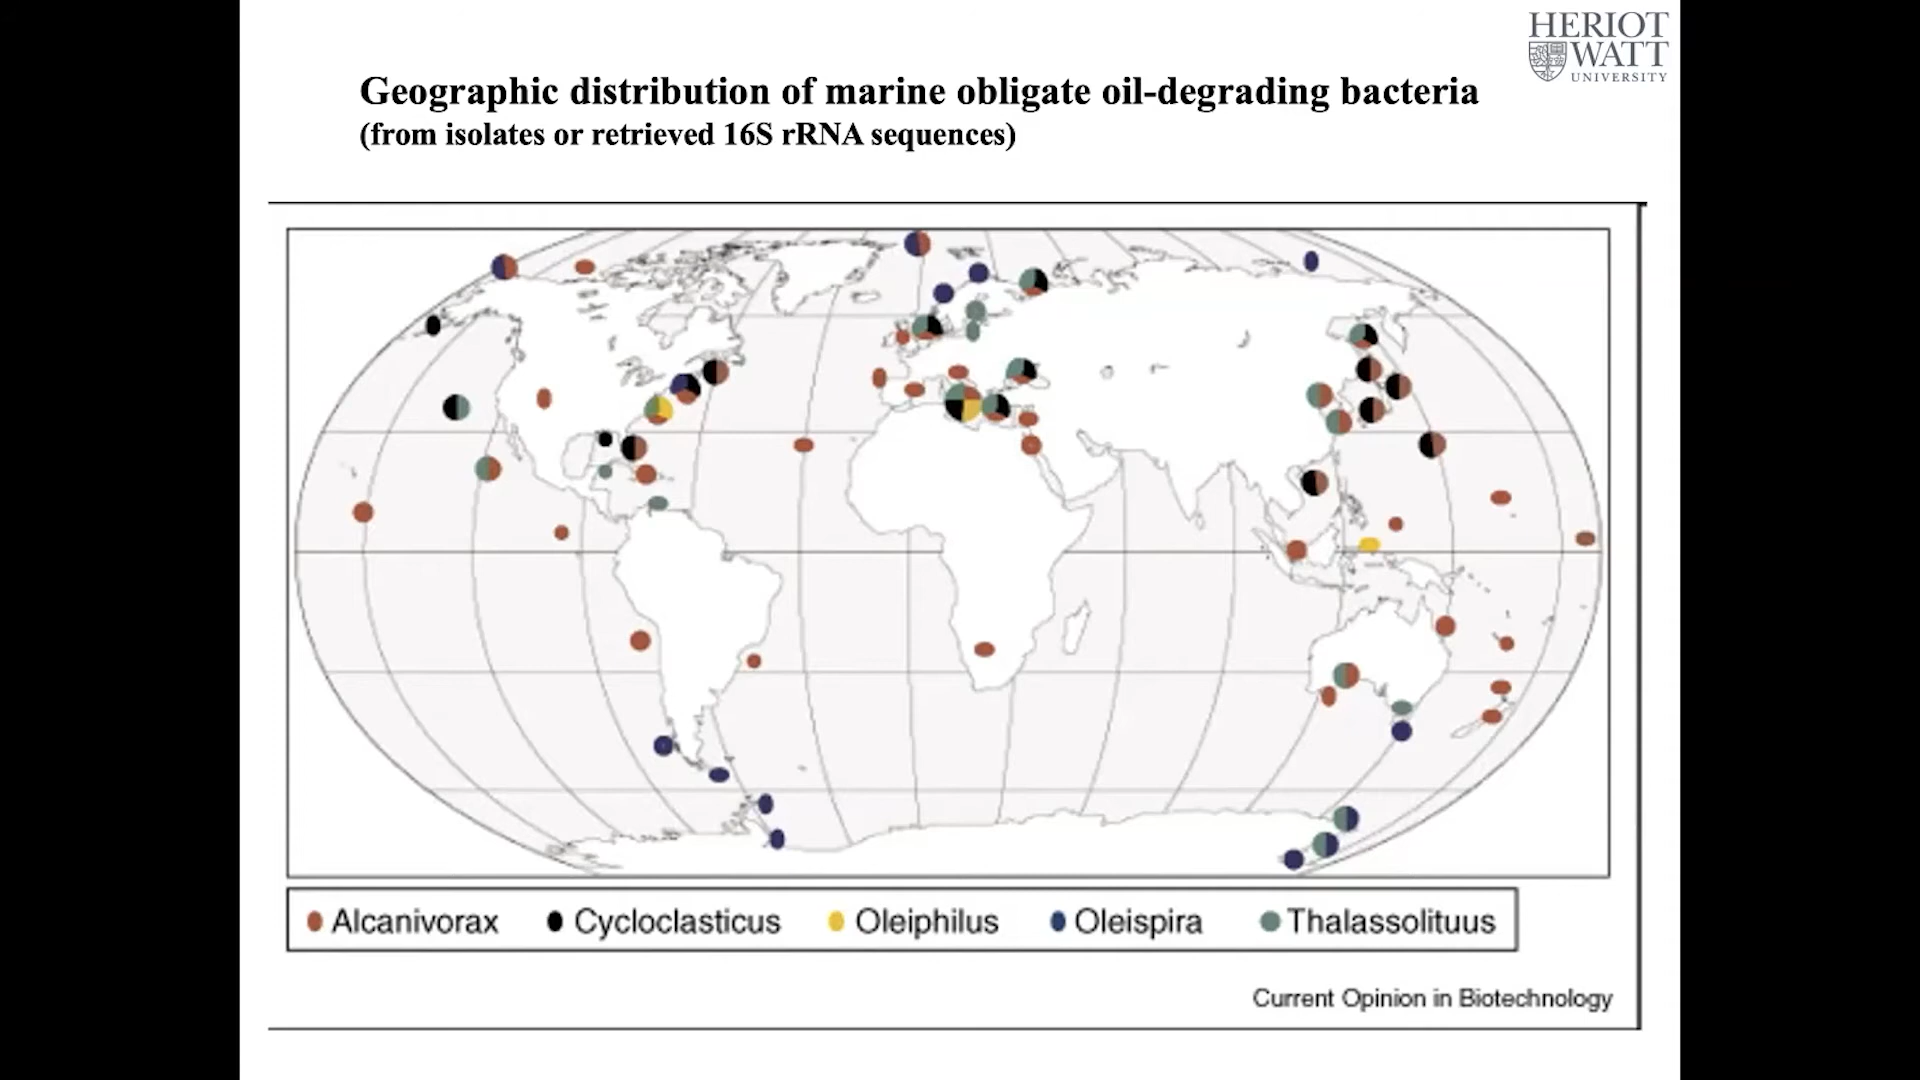 HERIOT
WATT
UNIVERSITY
Geographic distribution of marine obligate oil-degrading bacteria
(from isolates or retrieved 16S rRNA sequences)
Alcanivorax Cycloclasticus Oleiphilus Oleispira Thalassolituus
Current Opinion in Biotechnology